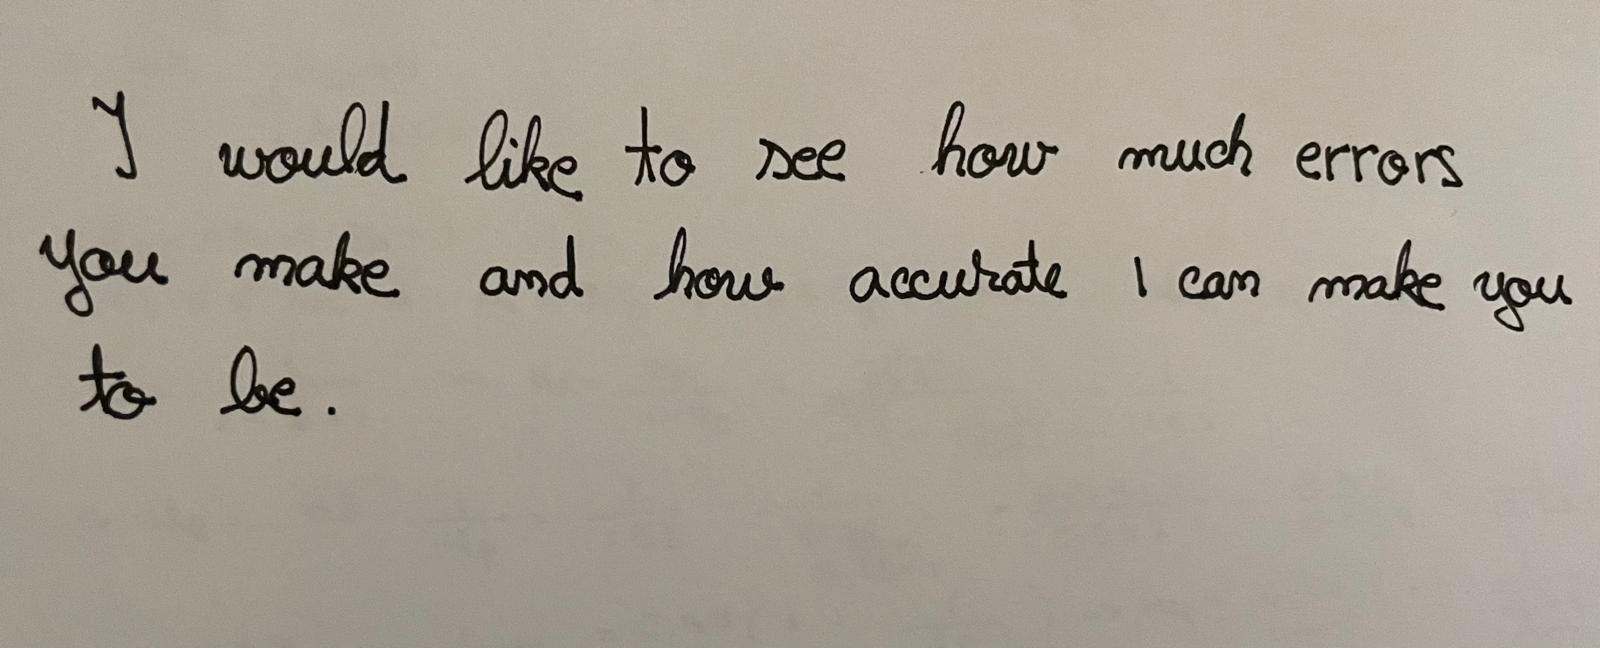 I would like to see how much errors
you make and how accurate I can make you
to be.